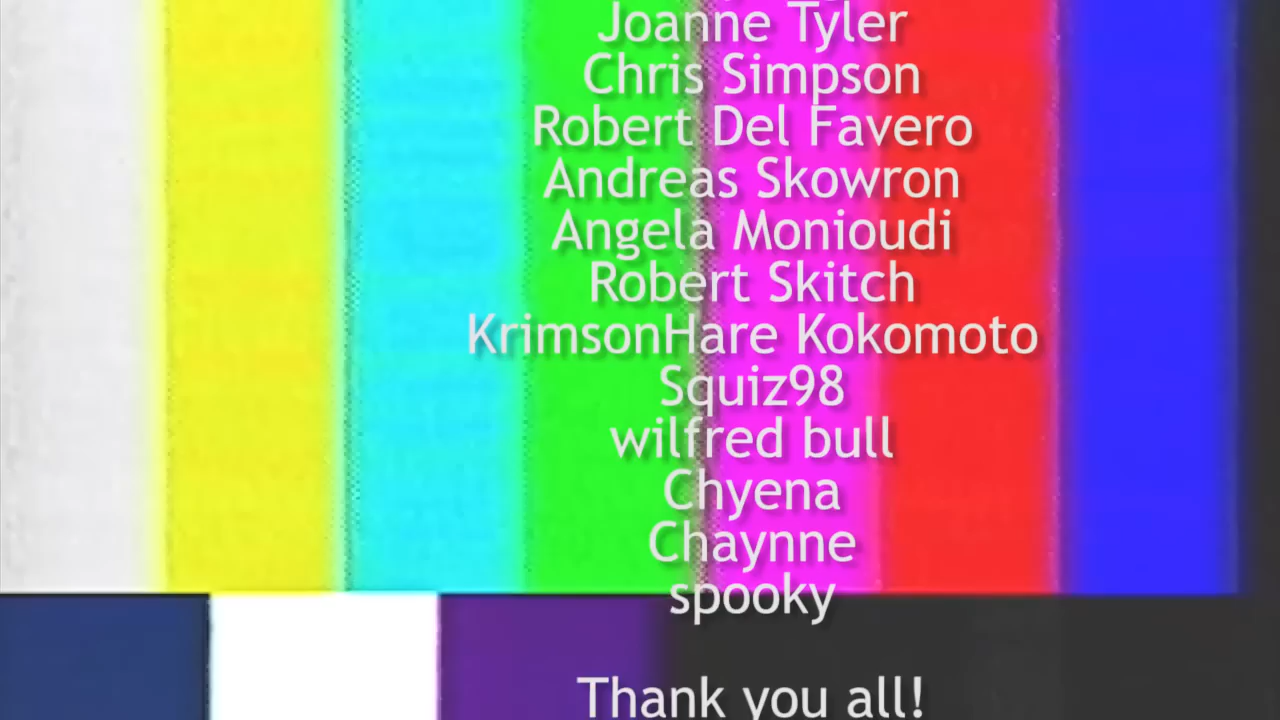 Joanne Tyler
Chris Simpson
Robert Del Favero
Andreas Skowron
Angela Monioudi
Robert Skitch
KrimsonHare Kokomoto
Squiz98
wilfred bull
Chyena
Chaynne
spooky
Thank you all!